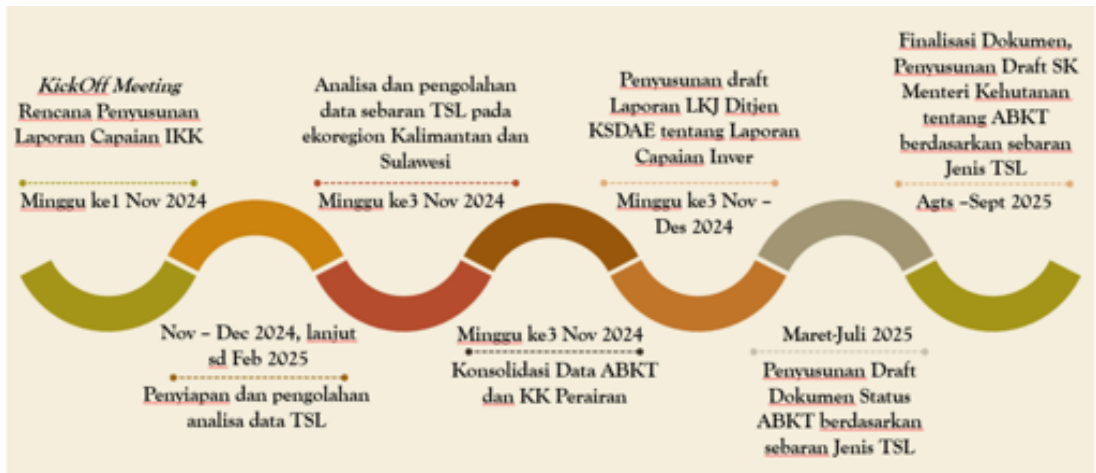 KickOff Meeting
Rencana Penyusunan
Laporan Capaian IKK
Minggu ke1 Nov 2024
Nov – Dec 2024, lanjut
sd Feb 2025
Penyiapan dan pengolahan
analisa data TSL
Analisa dan pengolahan
data sebaran TSL pada
ekoregion Kalimantan dan
Sulawesi
Minggu ke3 Nov 2024
Minggu ke3 Nov 2024
Konsolidasi Data ABKT
dan KK Perairan
Penyusunan draft
Laporan LKJ Ditjen
KSDAE tentang Laporan
Capaian Inver
Minggu ke3 Nov –
Des 2024
Maret-Juli 2025
Penyusunan Draft
Dokumen Status
ABKT berdasarkan
sebaran Jenis TSL
Finalisasi Dokumen,
Penyusunan Draft SK
Menteri Kehutanan
tentang ABKT
berdasarkan sebaran
Jenis TSL
Agts –Sept 2025